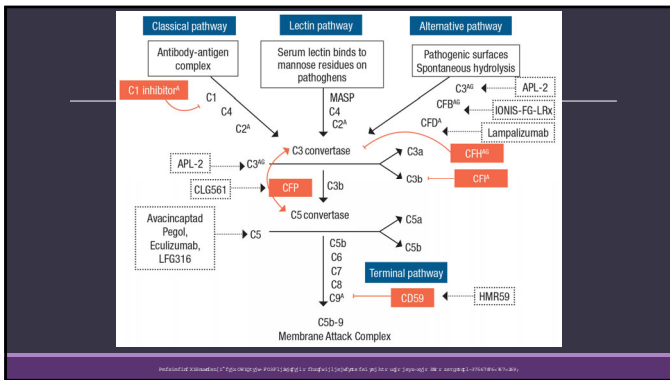 Classical pathway
Lectin pathway
Alternative pathway
Antibody-antigen
complex
Serum lectin binds to
mannose residues on
pathoghens
Pathogenic surfaces
Spontaneous hydrolysis
C1 inhibitorᴬ
C1
C4
C2ᴬ
MASP
C4
C2ᴬ
C3ᴬᴳ
APL-2
CFBᴬᴳ
IONIS-FG-LRx
CFDᴬ
Lampalizumab
C3 convertase
C3a
CFHᴬᴳ
APL-2
C3ᴬᴳ
C3b
CFIᴬ
CLG561
CFP
C3b
C5 convertase
Avacincaptad
Pegol,
Eculizumab,
LFG316
C5
C5a
C5b
C5b
C6
C7
C8
C9ᴬ
Terminal pathway
CD59
HMR59
C5b-9
Membrane Attack Complex